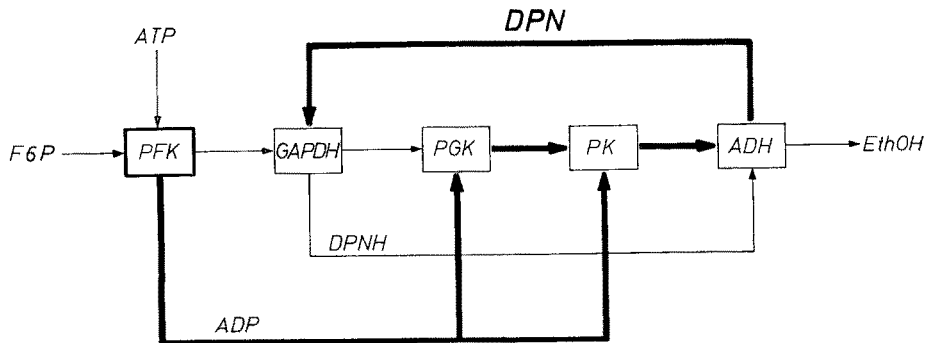 DPN
ATP
F6P
PFK
GAPDH
PGK
PK
ADH
EthOH
DPNH
ADP